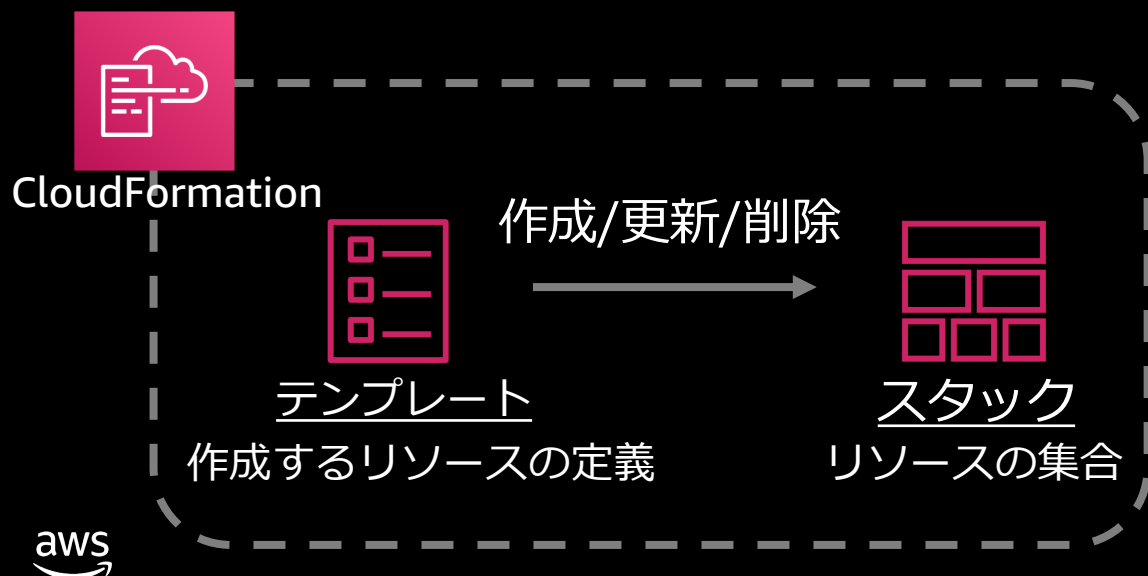 CloudFormation
作成/更新/削除
テンプレート
スタック
作成するリソースの定義
リソースの集合
aws